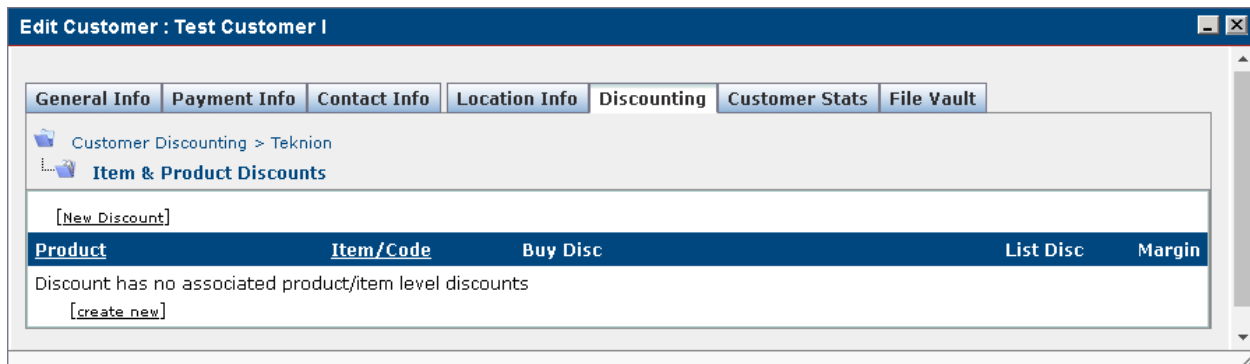 Edit Customer : Test Customer I
General Info Payment Info Contact Info Location Info Discounting Customer Stats File Vault
Customer Discounting > Teknion
Item & Product Discounts
[New Discount]
Product Item/Code Buy Disc List Disc Margin
Discount has no associated product/item level discounts
[create new]